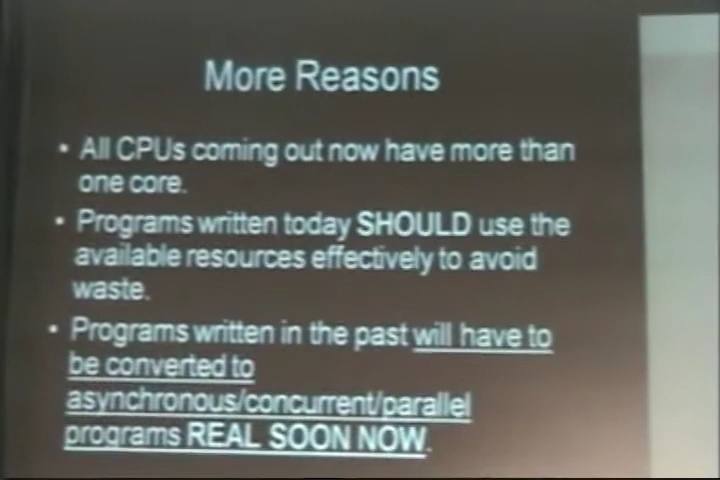 More Reasons
• All CPUs coming out now have more than
one core.
• Programs written today SHOULD use the
available resources effectively to avoid
waste.
• Programs written in the past will have to
be converted to
asynchronous/concurrent/parallel
programs REAL SOON NOW.